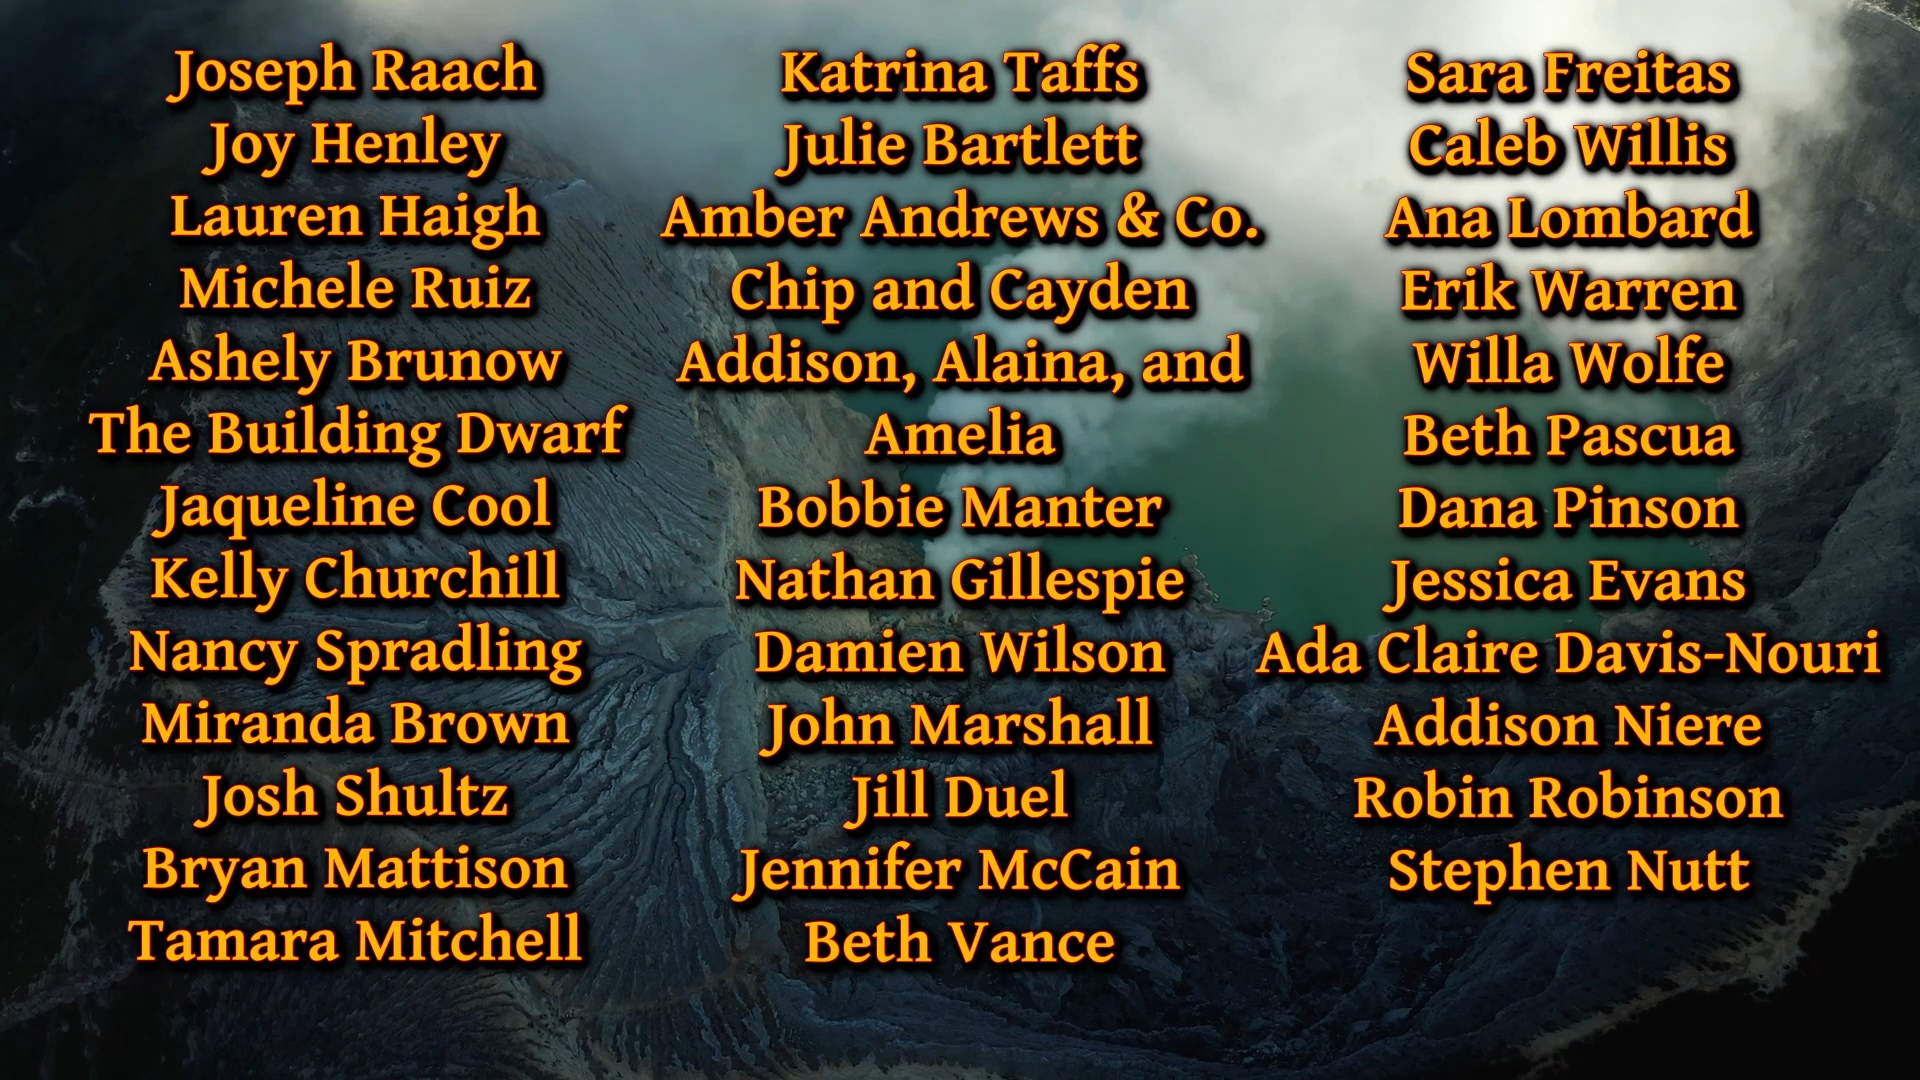 Joseph Raach
Joy Henley
Lauren Haigh
Michele Ruiz
Ashely Brunow
The Building Dwarf
Jaqueline Cool
Kelly Churchill
Nancy Spradling
Miranda Brown
Josh Shultz
Bryan Mattison
Tamara Mitchell
Katrina Taffs
Julie Bartlett
Amber Andrews & Co.
Chip and Cayden
Addison, Alaina, and
Amelia
Bobbie Manter
Nathan Gillespie
Damien Wilson
John Marshall
Jill Duel
Jennifer McCain
Beth Vance
Sara Freitas
Caleb Willis
Ana Lombard
Erik Warren
Willa Wolfe
Beth Pascua
Dana Pinson
Jessica Evans
Ada Claire Davis-Nouri
Addison Niere
Robin Robinson
Stephen Nutt